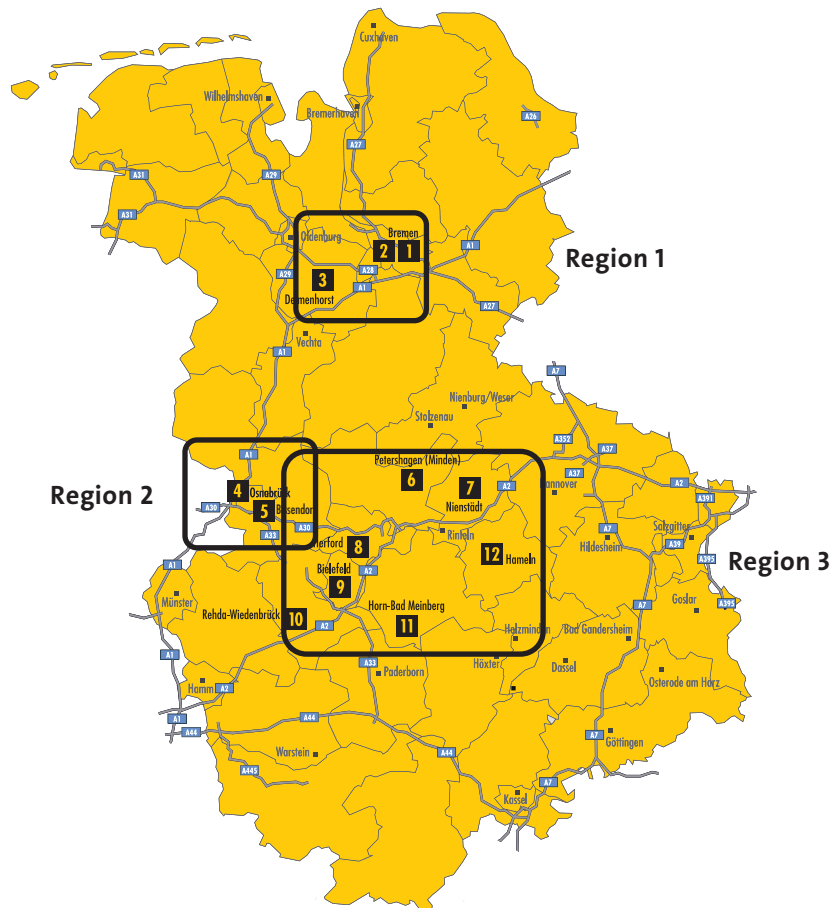 Cuxhaven
Wilhelmshaven
Bremerhaven
A26
A27
A31
A29
A31
Bremen
Oldenburg
2
1
A1
Region 1
A29
3
A28
A1
Delmenhorst
A27
Vechta
A1
A7
Nienburg/Weser
Stolzenau
A352
A37
Petershagen (Minden)
A37
A2
Region 2
4
Osnabrück
6
7
A2
Hannover
A391
5
Bissendorf
Nienstädt
A30
A30
A33
Rinteln
A7
Salzgitter
Herford
8
12
Hameln
Hildesheim
A39
A395
Region 3
A1
Bielefeld
A2
9
Münster
Horn-Bad Meinberg
A7
Goslar
A395
Rehda-Wiedenbrück
10
A2
11
Holzminden
Bad Gandersheim
A1
A33
Paderborn
Höxter
Dassel
Osterode am Harz
Hamm
A2
A1
A44
A44
A7
Göttingen
Warstein
A44
A445
A7
Kassel